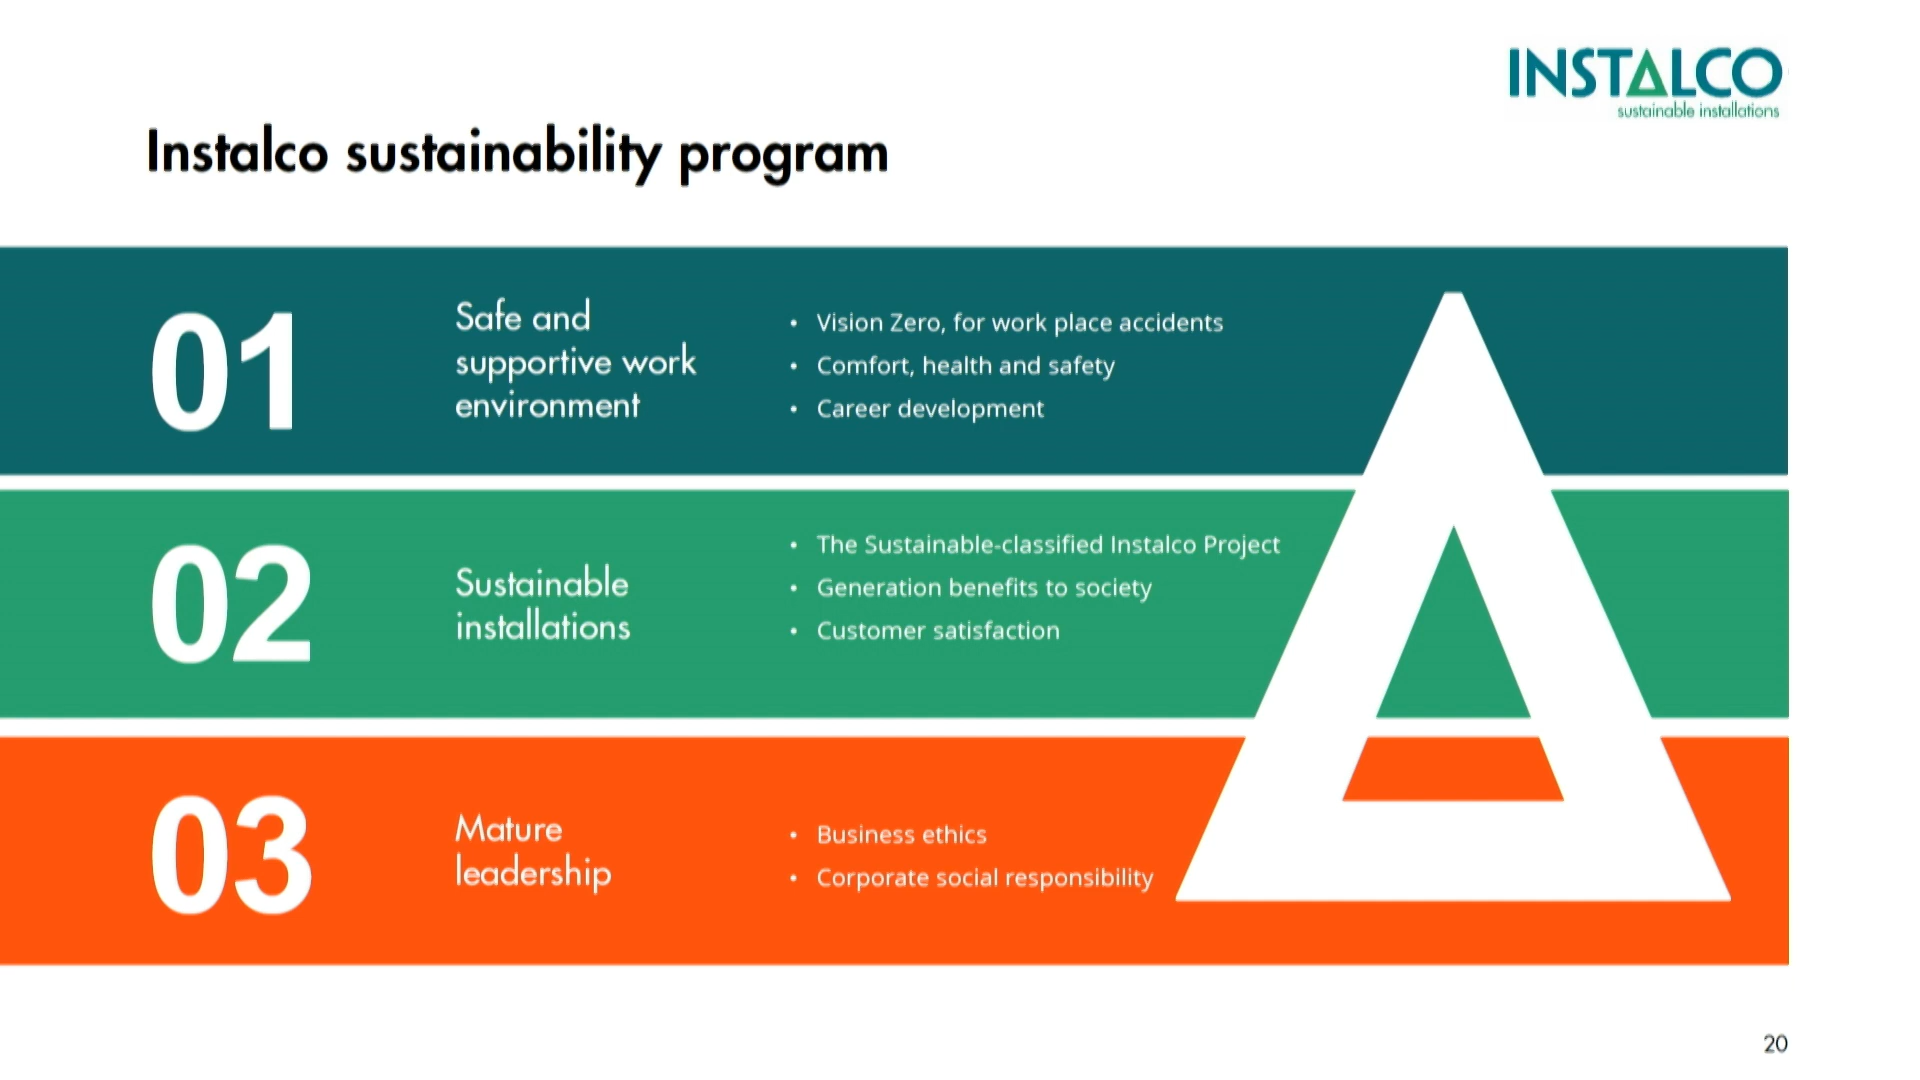 INSTALCO
sustainable installations
Instalco sustainability program
01
Safe and
supportive work
environment
• Vision Zero, for work place accidents
• Comfort, health and safety
• Career development
02
Sustainable
installations
• The Sustainable-classified Instalco Project
• Generation benefits to society
• Customer satisfaction
03
Mature
leadership
• Business ethics
• Corporate social responsibility
20